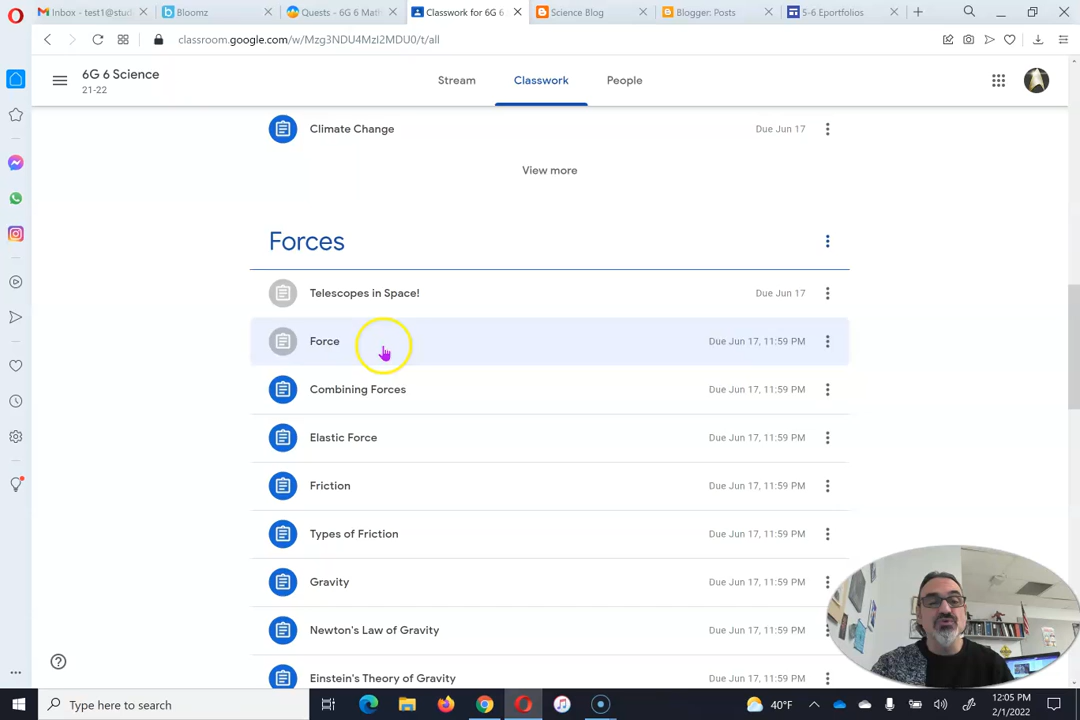 Inbox - test1@stud
Bloomz
Quests - 6G 6 Math
Classwork for 6G 6
Science Blog
Blogger: Posts
5-6 Eportfolios
classroom.google.com/w/Mzg3NDU4MzI2MDU0/t/all
6G 6 Science
21-22
Stream
Classwork
People
Climate Change
Due Jun 17
View more
Forces
Telescopes in Space!
Due Jun 17
Force
Due Jun 17, 11:59 PM
Combining Forces
Due Jun 17, 11:59 PM
Elastic Force
Due Jun 17, 11:59 PM
Friction
Due Jun 17, 11:59 PM
Types of Friction
Due Jun 17, 11:59 PM
Gravity
Due Jun 17, 11:59 PM
Newton's Law of Gravity
Due Jun 17, 11:59 PM
Einstein's Theory of Gravity
Due Jun 17, 11:59 PM
Type here to search
40°F
12:05 PM
2/1/2022